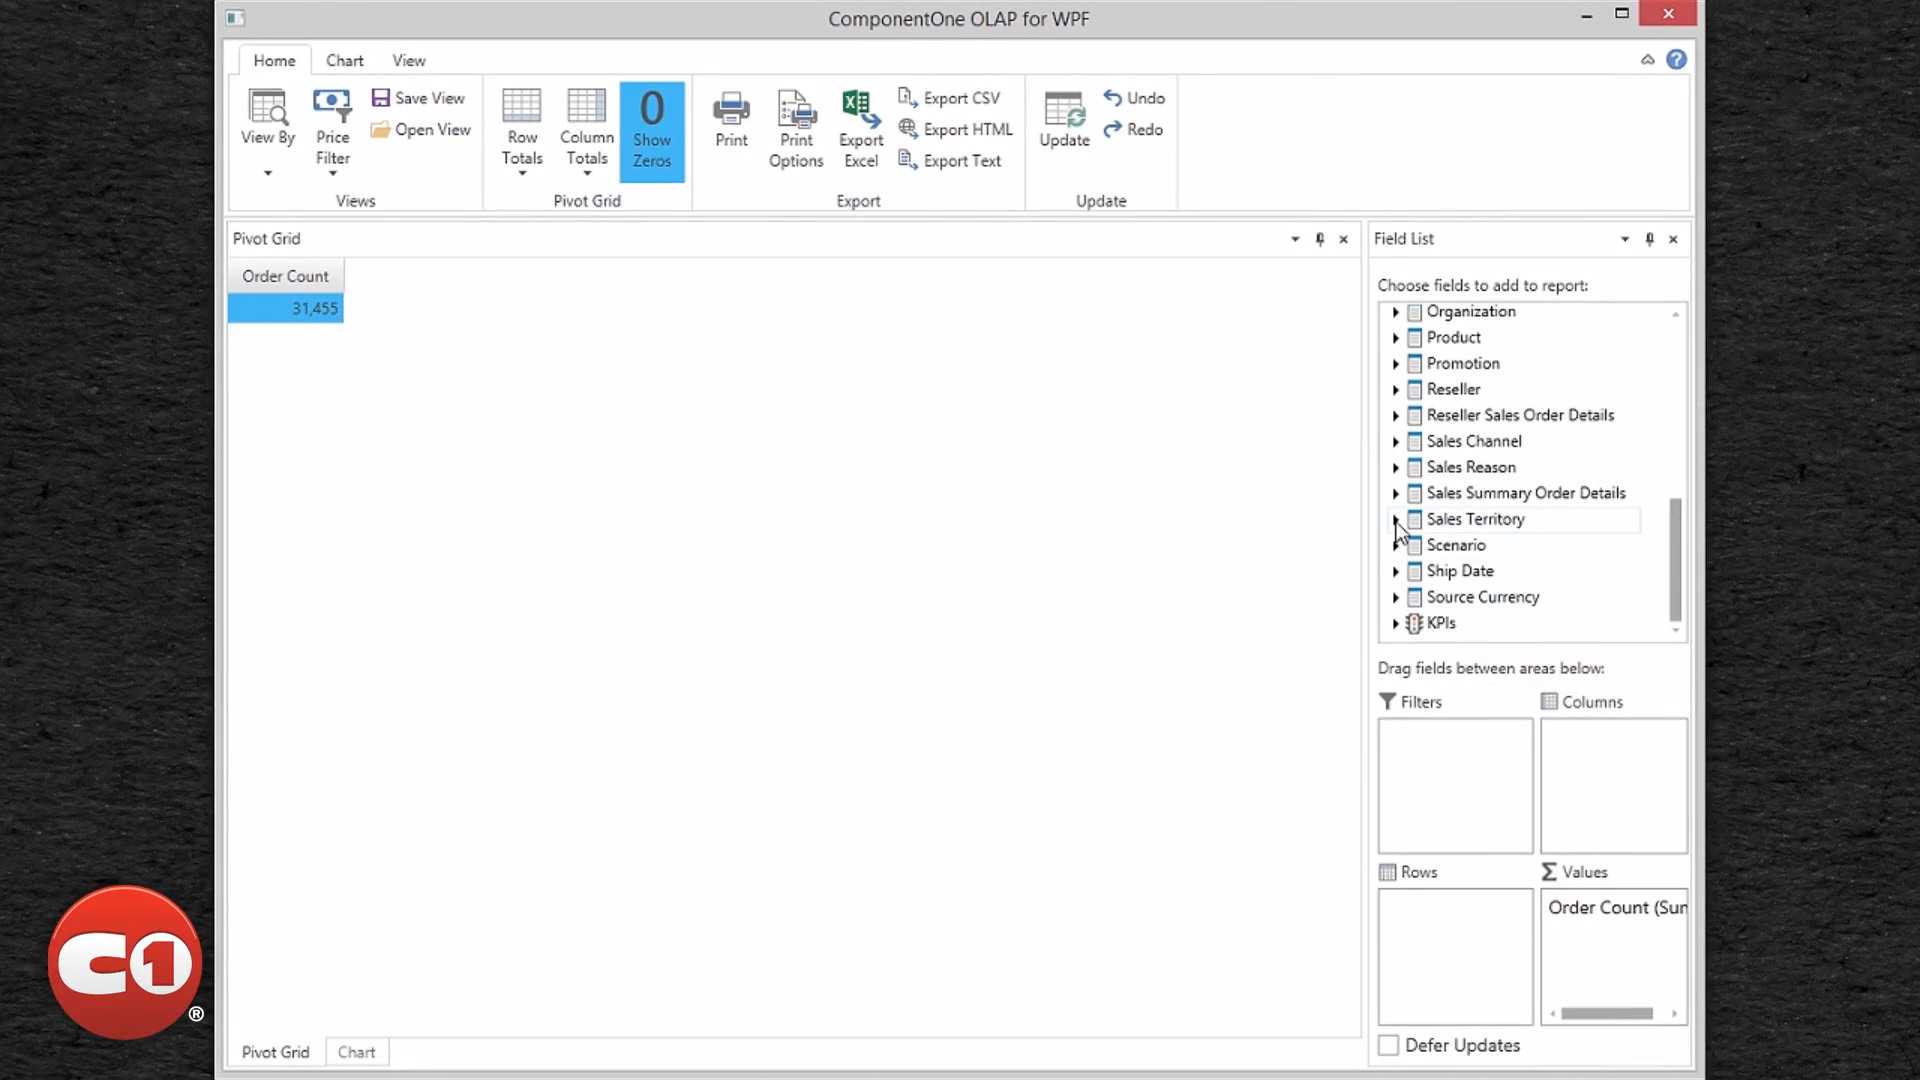 ComponentOne OLAP for WPF
Home Chart View
View By
Price Filter
Save View
Open View
Views
Row Totals
Column Totals
0 Show Zeros
Pivot Grid
Print
Print Options
Export Excel
Export CSV
Export HTML
Export Text
Export
Update
Undo
Redo
Update
Pivot Grid
Order Count
31,455
Field List
Choose fields to add to report:
Organization
Product
Promotion
Reseller
Reseller Sales Order Details
Sales Channel
Sales Reason
Sales Summary Order Details
Sales Territory
Scenario
Ship Date
Source Currency
KPIs
Drag fields between areas below:
Filters
Columns
Rows
Σ Values
Order Count (Sun
Defer Updates
Pivot Grid Chart
C1
®